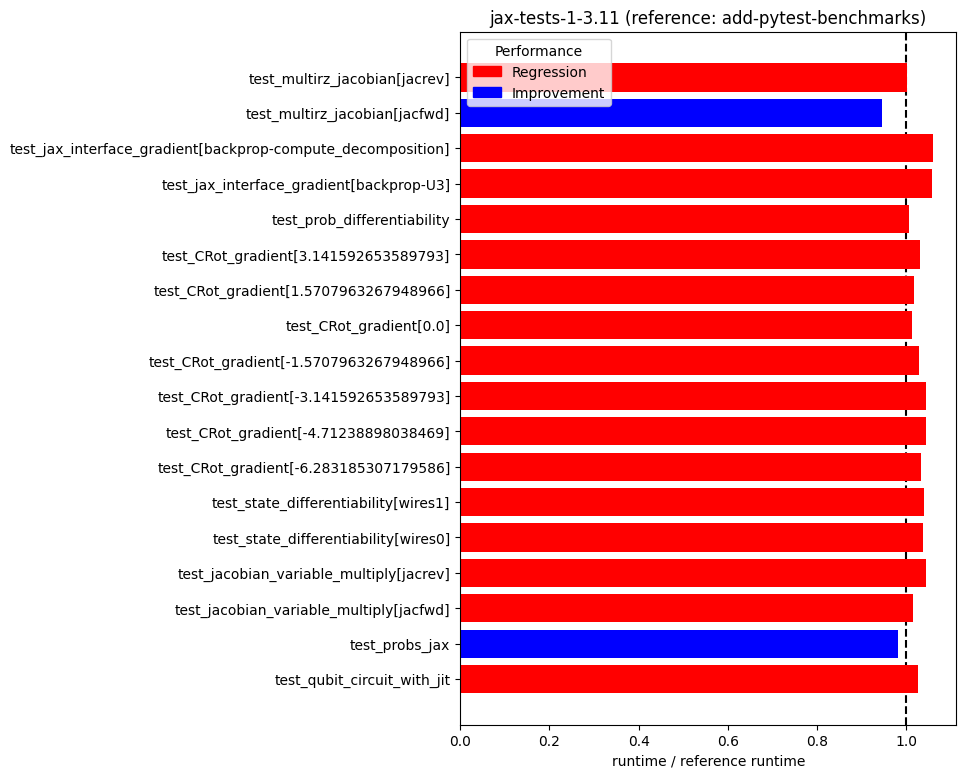 jax-tests-1-3.11 (reference: add-pytest-benchmarks)
Performance
Regression
Improvement
test_multirz_jacobian[jacrev]
test_multirz_jacobian[jacfwd]
test_jax_interface_gradient[backprop-compute_decomposition]
test_jax_interface_gradient[backprop-U3]
test_prob_differentiability
test_CRot_gradient[3.141592653589793]
test_CRot_gradient[1.5707963267948966]
test_CRot_gradient[0.0]
test_CRot_gradient[-1.5707963267948966]
test_CRot_gradient[-3.141592653589793]
test_CRot_gradient[-4.71238898038469]
test_CRot_gradient[-6.283185307179586]
test_state_differentiability[wires1]
test_state_differentiability[wires0]
test_jacobian_variable_multiply[jacrev]
test_jacobian_variable_multiply[jacfwd]
test_probs_jax
test_qubit_circuit_with_jit
0.0 0.2 0.4 0.6 0.8 1.0
runtime / reference runtime